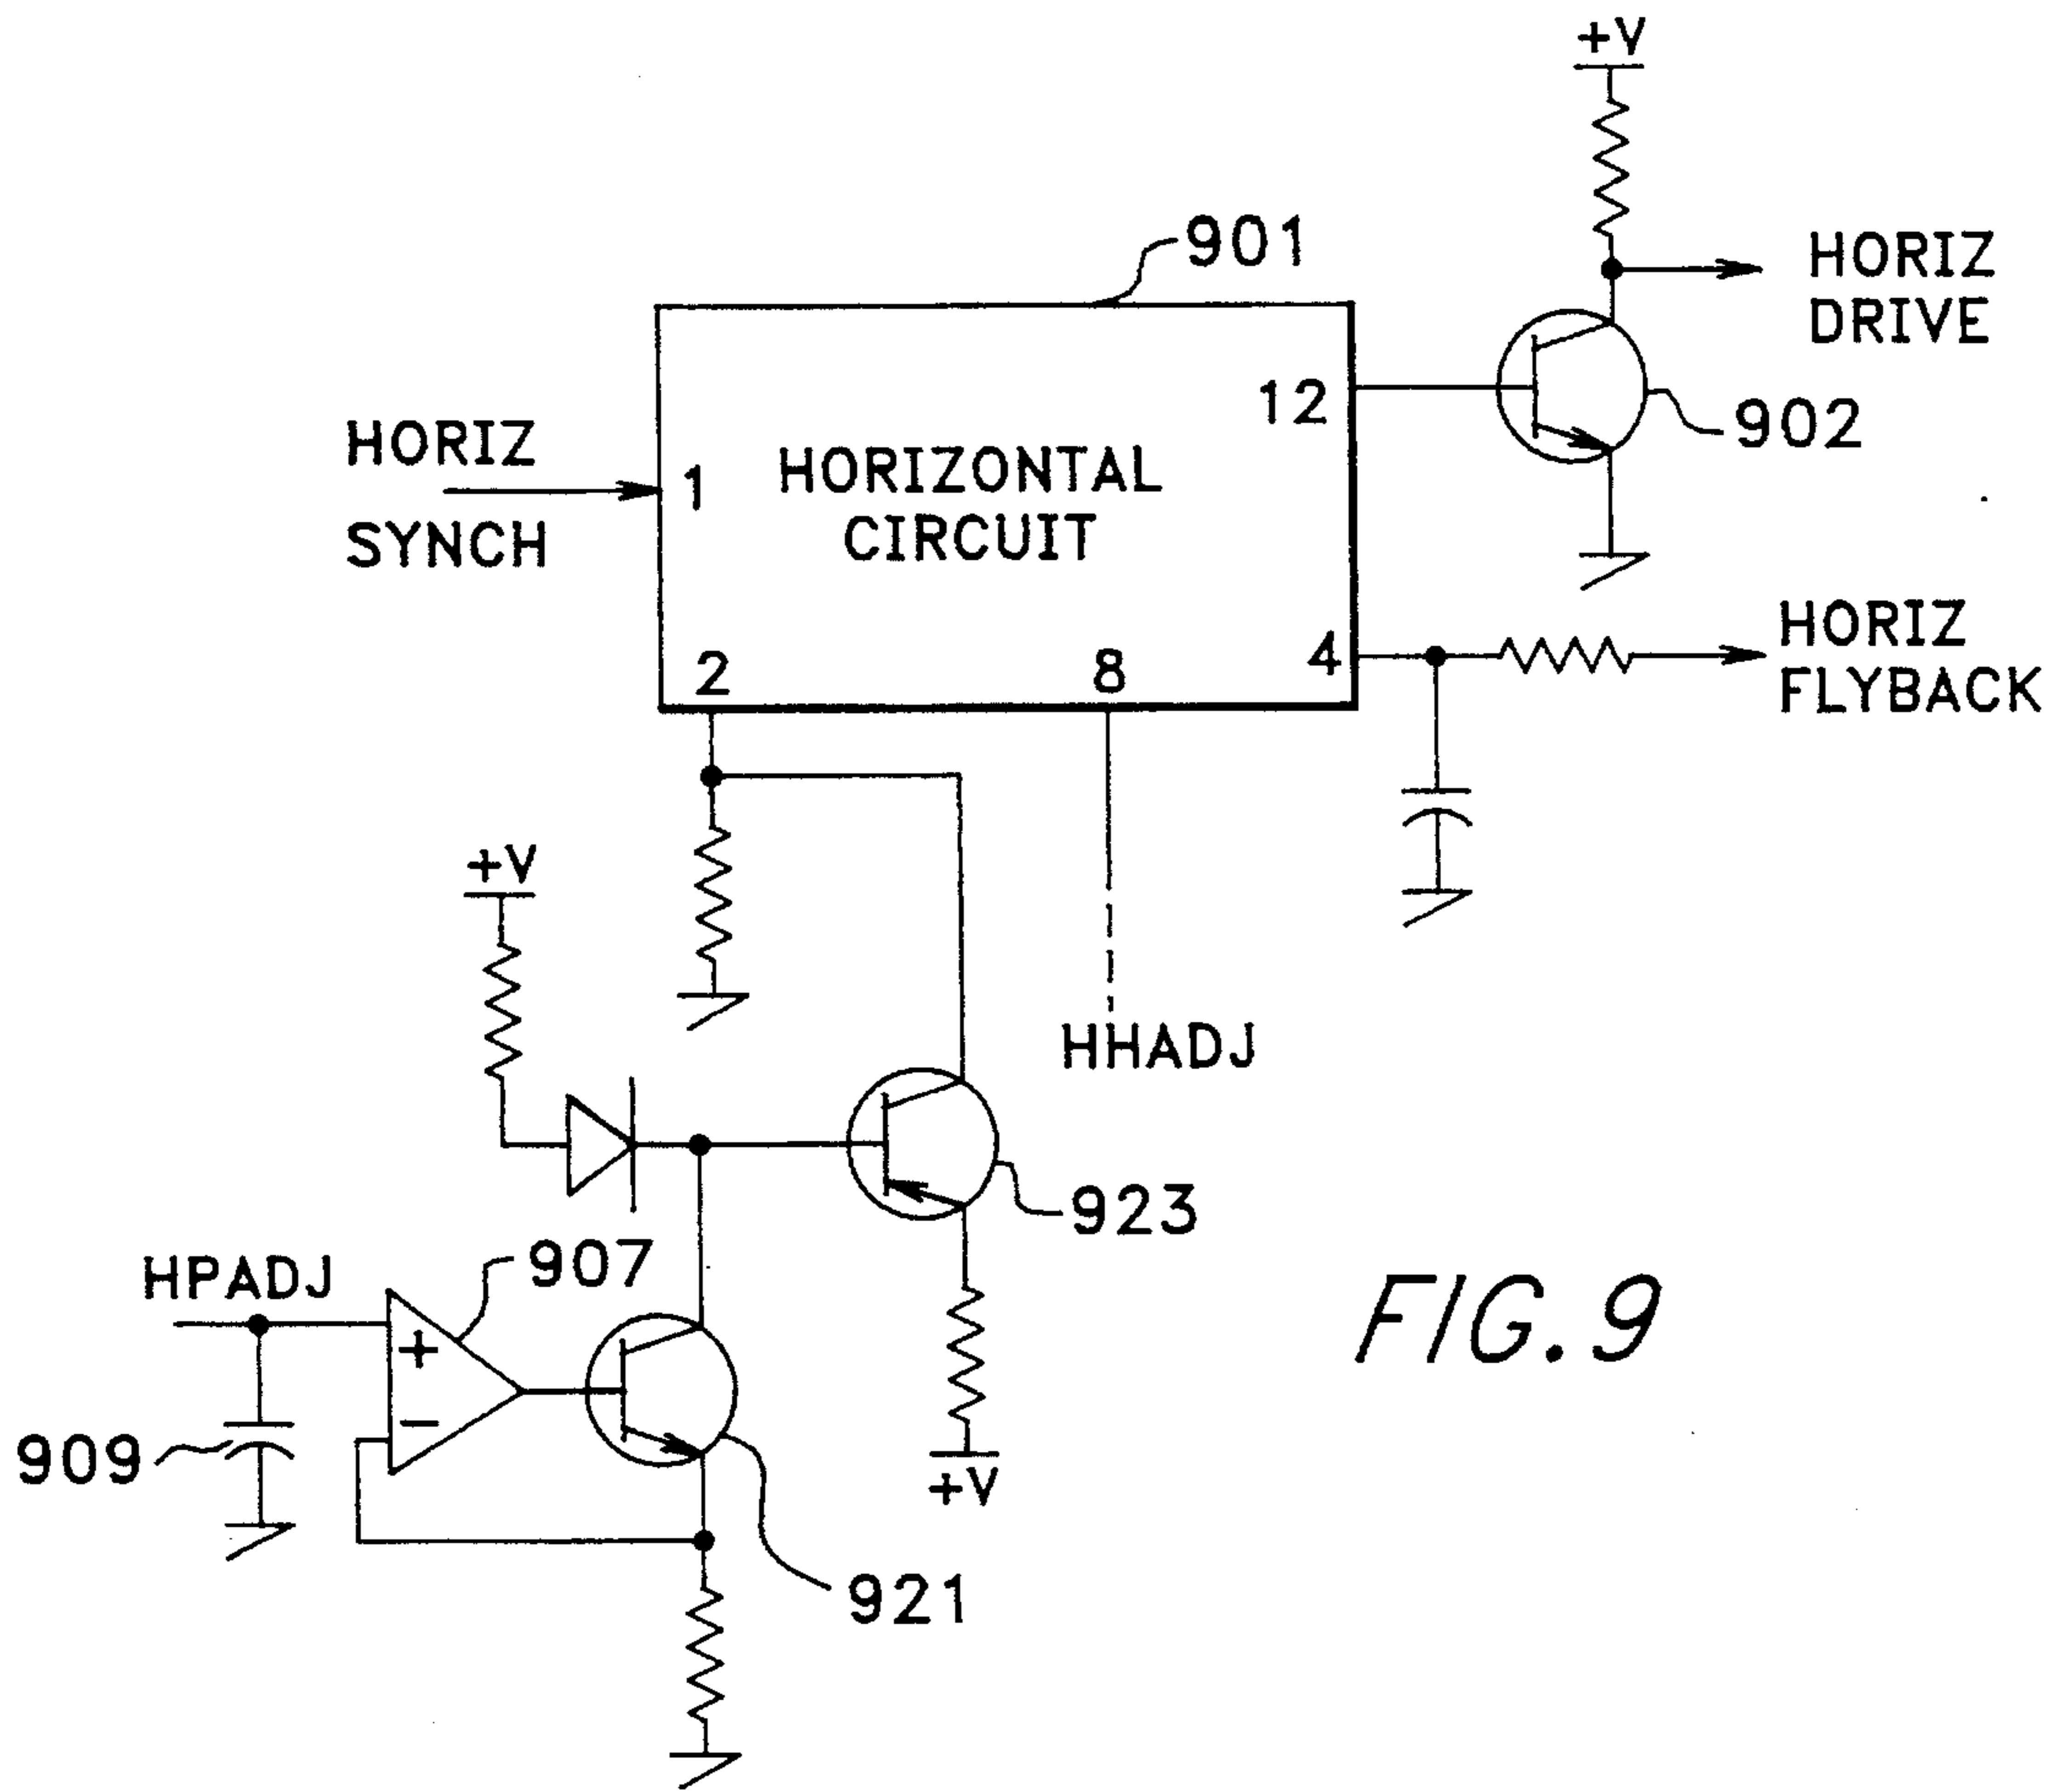 +V
901
HORIZ
DRIVE
12
902
HORIZ
SYNCH
1
HORIZONTAL
CIRCUIT
HORIZ
FLYBACK
2
8
4
+V
HHADJ
923
HPADJ
907
+
−
909
+V
921
FIG. 9